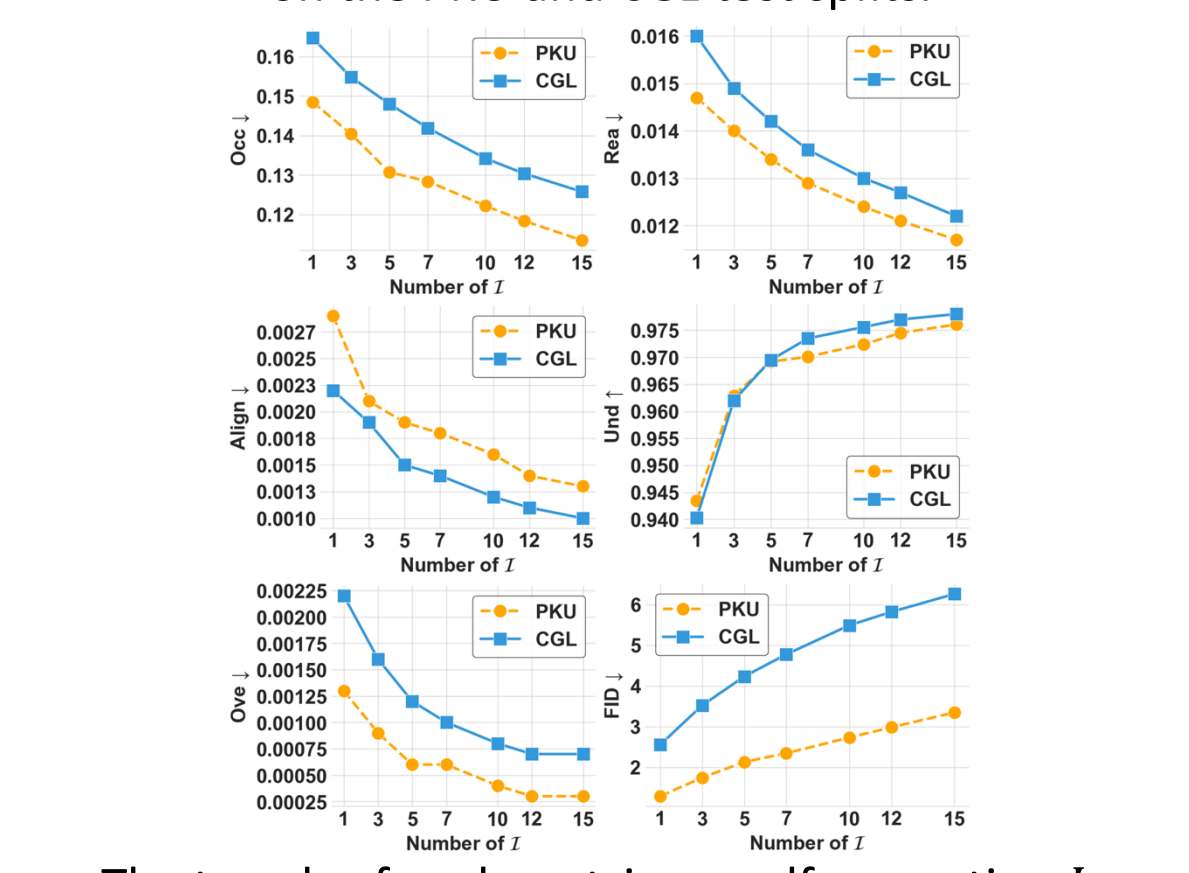 PKU
CGL
0.16
0.15
0.14
0.13
0.12
Occ ↓
1 3 5 7 10 12 15
Number of I
PKU
CGL
0.016
0.015
0.014
0.013
0.012
Rea ↓
1 3 5 7 10 12 15
Number of I
PKU
CGL
0.0027
0.0025
0.0023
0.0020
0.0018
0.0015
0.0013
0.0010
Align ↓
1 3 5 7 10 12 15
Number of I
0.975
0.970
0.965
0.960
0.955
0.950
0.945
0.940
Und ↑
PKU
CGL
1 3 5 7 10 12 15
Number of I
0.00225
0.00200
0.00175
0.00150
0.00125
0.00100
0.00075
0.00050
0.00025
Ove ↓
PKU
CGL
1 3 5 7 10 12 15
Number of I
PKU
CGL
6
5
4
3
2
FID ↓
1 3 5 7 10 12 15
Number of I